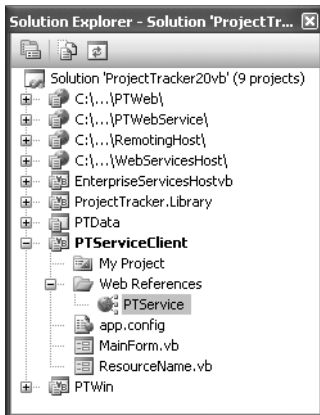 Solution Explorer - Solution 'ProjectTr...
Solution 'ProjectTracker20vb' (9 projects)
C:\...\PTWeb\
C:\...\PTWebService\
C:\...\RemotingHost\
C:\...\WebServicesHost\
EnterpriseServicesHostvb
ProjectTracker.Library
PTData
PTServiceClient
My Project
Web References
PTService
app.config
MainForm.vb
ResourceName.vb
PTWin